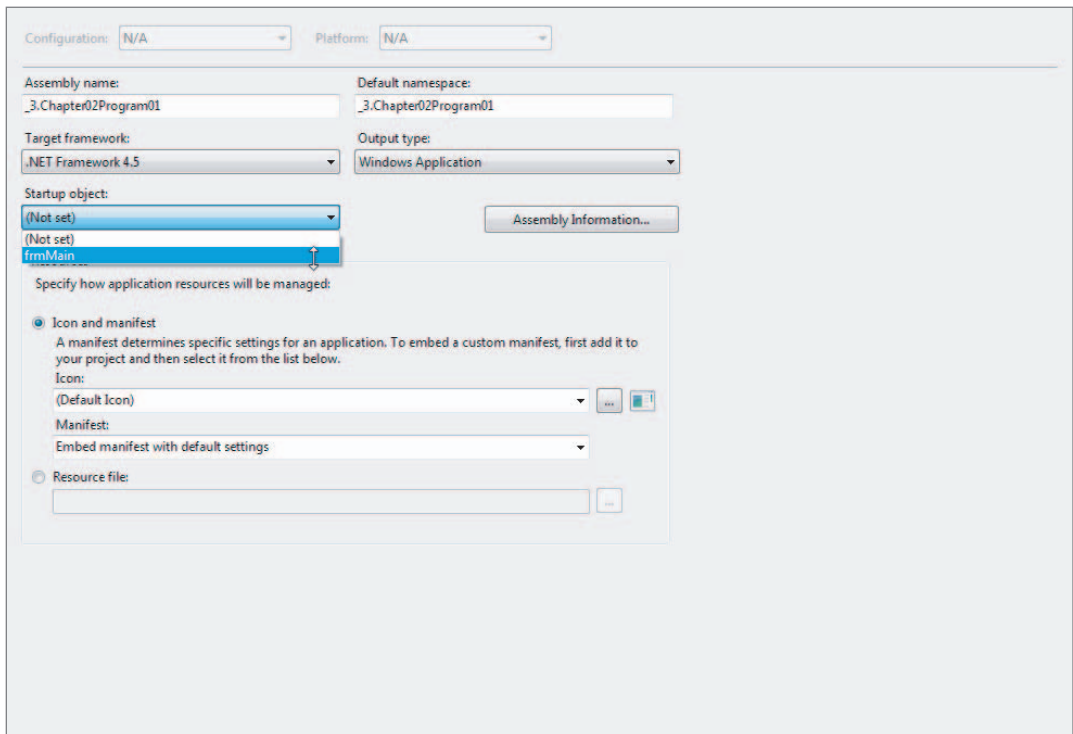 Configuration: N/A Platform: N/A
Assembly name: Default namespace:
_3.Chapter02Program01 _3.Chapter02Program01
Target framework: Output type:
.NET Framework 4.5 Windows Application
Startup object:
(Not set) Assembly Information...
(Not set)
frmMain
Resources
Specify how application resources will be managed:
Icon and manifest
A manifest determines specific settings for an application. To embed a custom manifest, first add it to
your project and then select it from the list below.
Icon:
(Default Icon) ...
Manifest:
Embed manifest with default settings
Resource file:
...